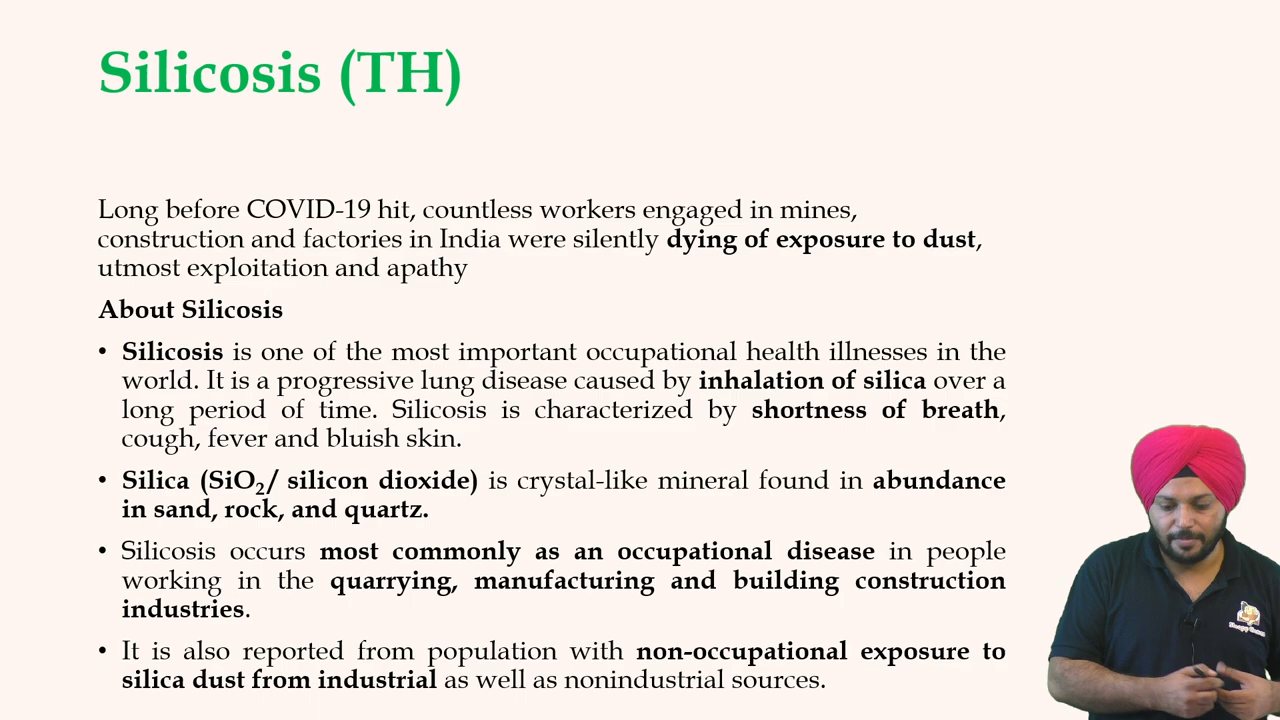 Silicosis (TH)
Long before COVID-19 hit, countless workers engaged in mines,
construction and factories in India were silently dying of exposure to dust,
utmost exploitation and apathy
About Silicosis
• Silicosis is one of the most important occupational health illnesses in the
world. It is a progressive lung disease caused by inhalation of silica over a
long period of time. Silicosis is characterized by shortness of breath,
cough, fever and bluish skin.
• Silica (SiO₂/ silicon dioxide) is crystal-like mineral found in abundance
in sand, rock, and quartz.
• Silicosis occurs most commonly as an occupational disease in people
working in the quarrying, manufacturing and building construction
industries.
• It is also reported from population with non-occupational exposure to
silica dust from industrial as well as nonindustrial sources.